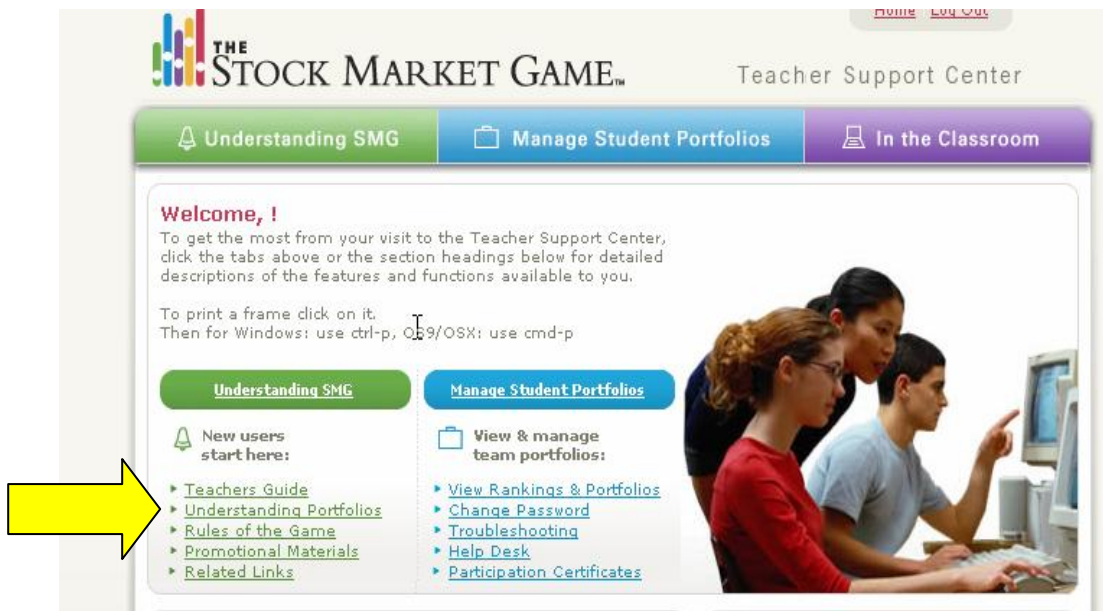 Home Log Out
THE
STOCK MARKET GAME™
Teacher Support Center
Understanding SMG
Manage Student Portfolios
In the Classroom
Welcome, !
To get the most from your visit to the Teacher Support Center,
click the tabs above or the section headings below for detailed
descriptions of the features and functions available to you.
To print a frame click on it.
Then for Windows: use ctrl-p, OS9/OSX: use cmd-p
Understanding SMG
New users
start here:
Teachers Guide
Understanding Portfolios
Rules of the Game
Promotional Materials
Related Links
Manage Student Portfolios
View & manage
team portfolios:
View Rankings & Portfolios
Change Password
Troubleshooting
Help Desk
Participation Certificates